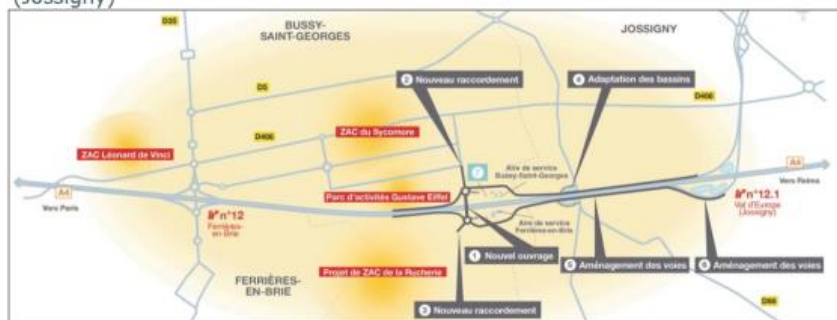 (Jossigny)
D35
BUSSY-
SAINT-GEORGES
JOSSIGNY
2 Nouveau raccordement
4 Adaptation des bassins
D5
D406
ZAC du Sycomore
D406
ZAC Léonard de Vinci
Aire de service
Bussy-Saint-Georges
A4
Vers Reims
A4
Vers Paris
Parc d'activités Gustave Eiffel
n°12
Ferrières-
en-Brie
n°12.1
Val d'Europe
(Jossigny)
Aire de service
Ferrières-en-Brie
1 Nouvel ouvrage
5 Aménagement des voies
6 Aménagement des voies
Projet de ZAC de la Rucherie
FERRIÈRES-
EN-BRIE
3 Nouveau raccordement